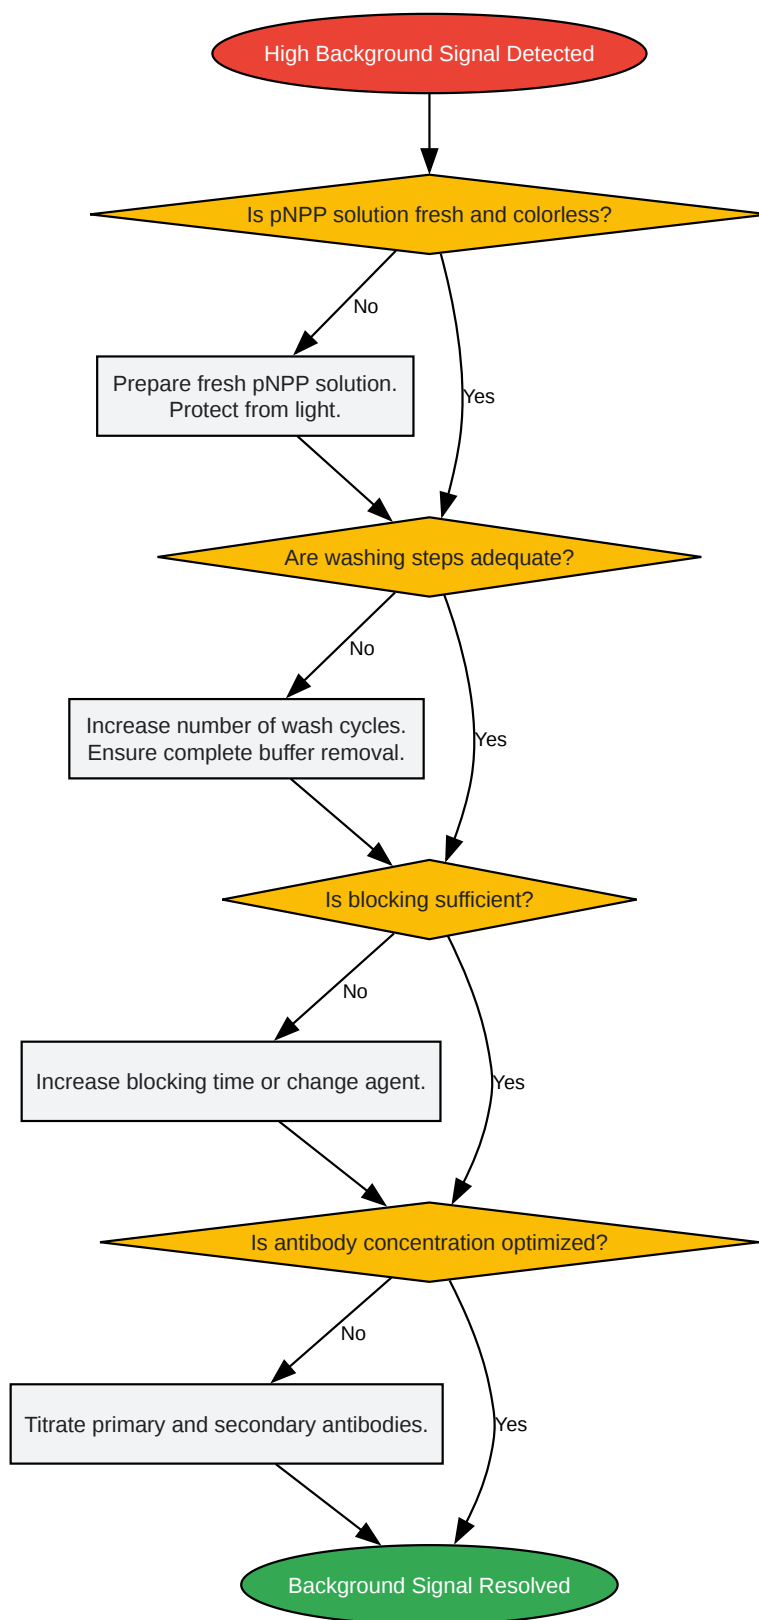 High Background Signal Detected
Is pNPP solution fresh and colorless?
No
Prepare fresh pNPP solution.
Protect from light.
Yes
Are washing steps adequate?
No
Increase number of wash cycles.
Ensure complete buffer removal.
Yes
Is blocking sufficient?
No
Increase blocking time or change agent.
Yes
Is antibody concentration optimized?
No
Titrate primary and secondary antibodies.
Yes
Background Signal Resolved